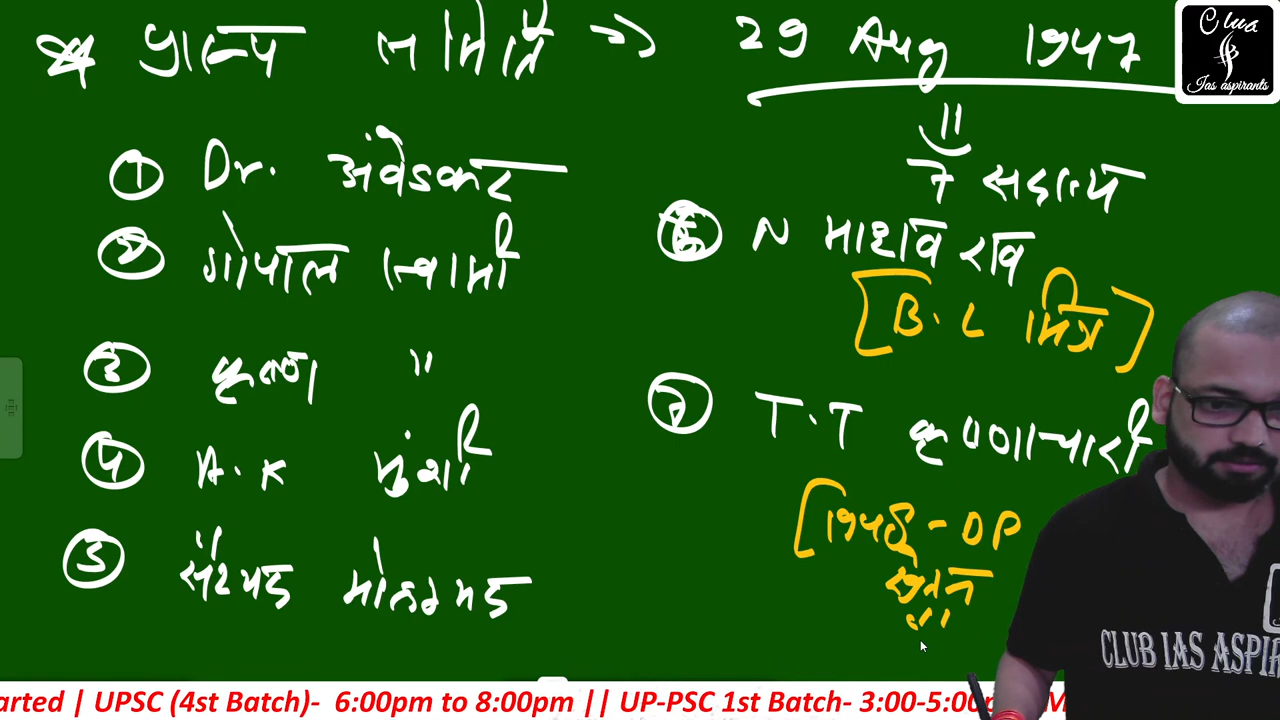 प्रारूप समिति => 29 Aug 1947
|| 7 सदस्य
① Dr. अंबेडकर
② गोपाल स्वामी
③ कृष्णा "
④ A.K मुंशी
⑤ सैय्यद मोहम्मद
⑥ N माधव रवि
[B.L मित्र]
⑦ T.T कृष्णाचारी
[1948 - DP
Club
Ias aspirants
CLUB IAS ASPIR
arted | UPSC (4st Batch)- 6:00pm to 8:00pm || UP-PSC 1st Batch- 3:00-5:00